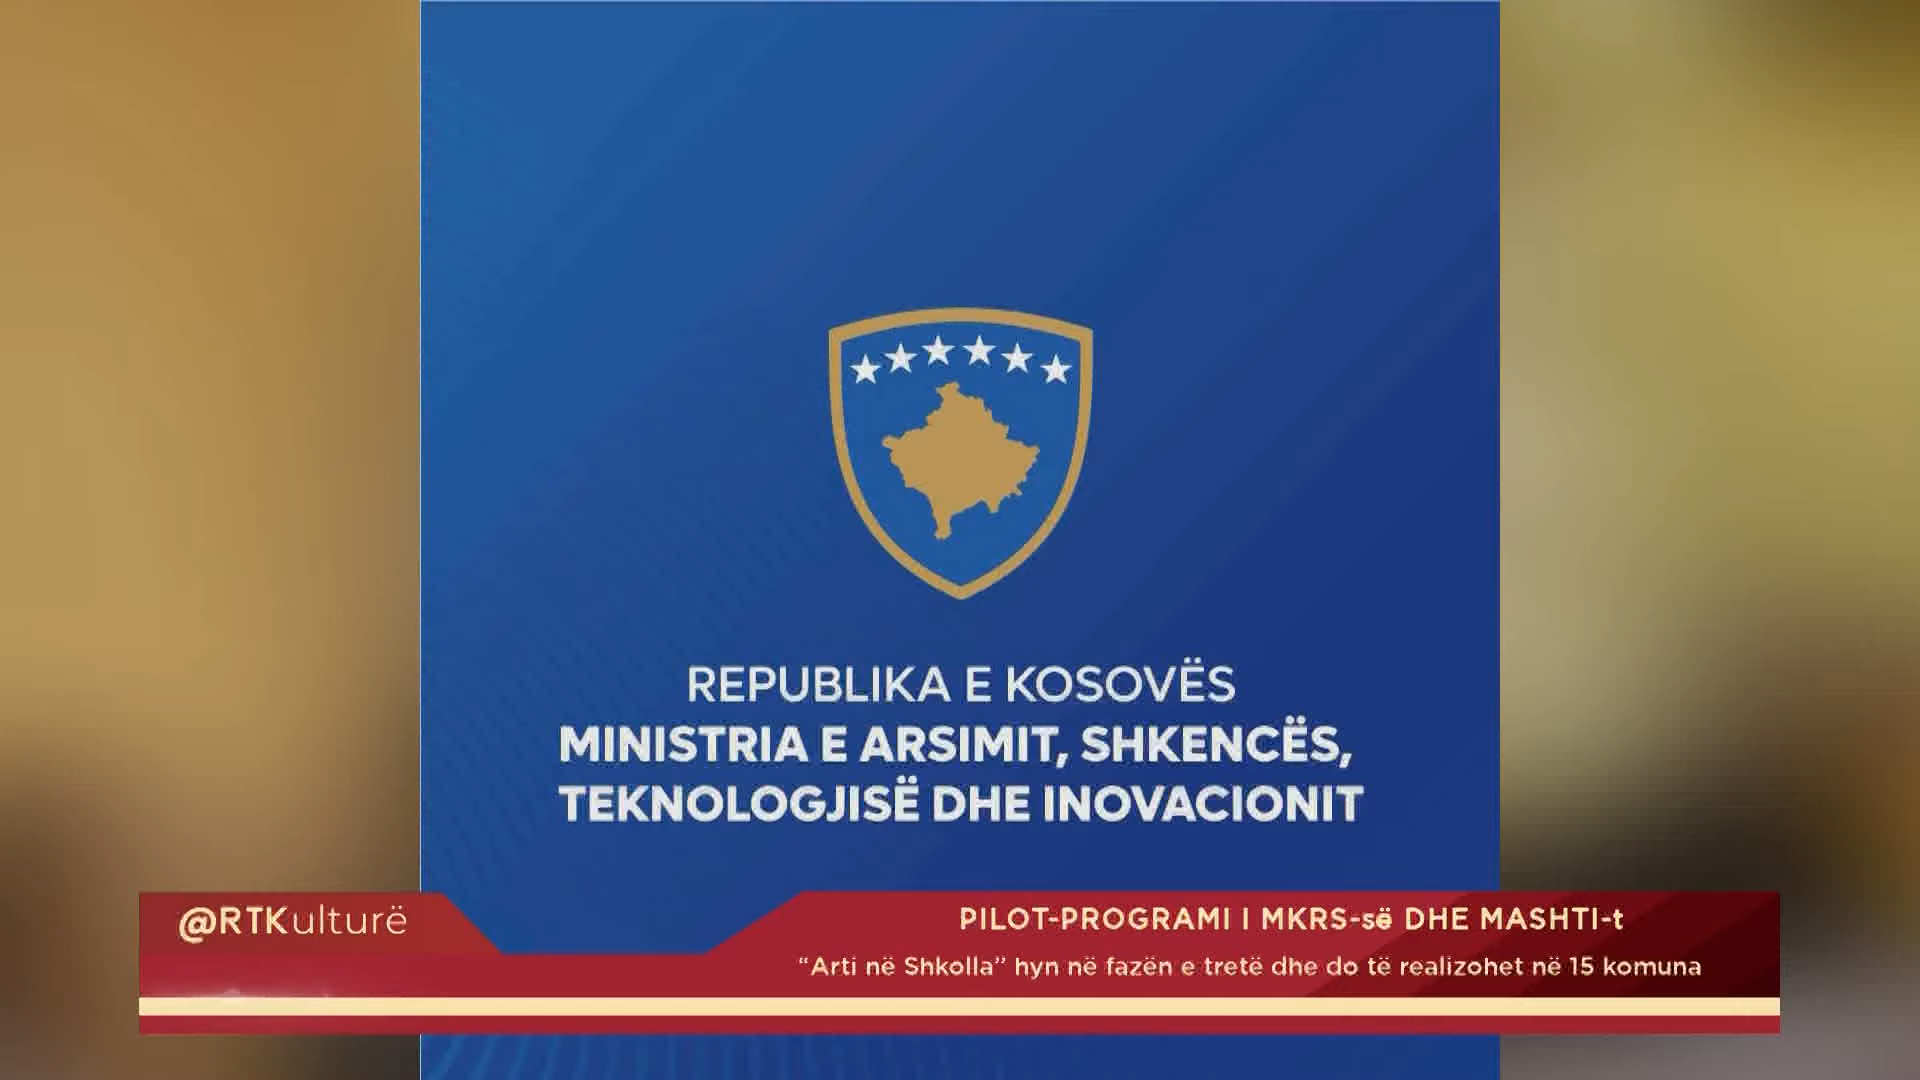 REPUBLIKA E KOSOVËS
MINISTRIA E ARSIMIT, SHKENCËS,
TEKNOLOGJISË DHE INOVACIONIT
@RTKulturë
PILOT-PROGRAMI I MKRS-së DHE MASHTI-t
“Arti në Shkolla” hyn në fazën e tretë dhe do të realizohet në 15 komuna